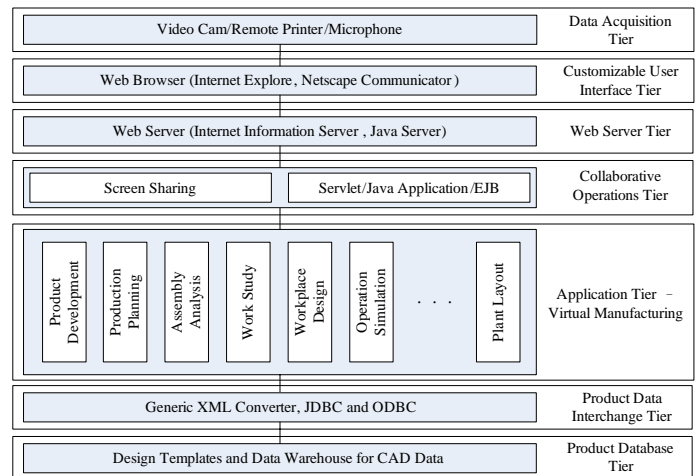 Video Cam/Remote Printer/Microphone
Data Acquisition
Tier
Web Browser (Internet Explore, Netscape Communicator)
Customizable User
Interface Tier
Web Server (Internet Information Server, Java Server)
Web Server Tier
Screen Sharing
Servlet/Java Application/EJB
Collaborative
Operations Tier
Product
Development
Production
Planning
Assembly
Analysis
Work Study
Workplace
Design
Operation
Simulation
. . .
Plant Layout
Application Tier –
Virtual Manufacturing
Generic XML Converter, JDBC and ODBC
Product Data
Interchange Tier
Design Templates and Data Warehouse for CAD Data
Product Database
Tier